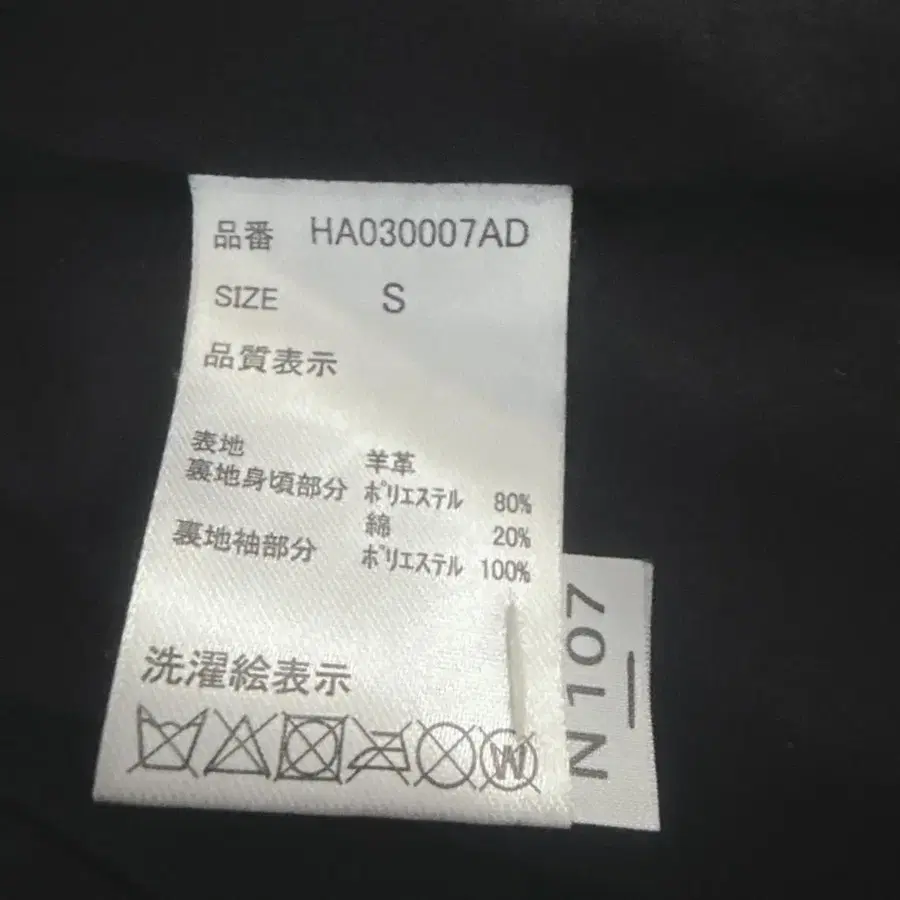 品番 HA030007AD
SIZE S
品質表示
表地 羊革
裏地身頃部分 ポリエステル 80%
綿 20%
裏地袖部分 ポリエステル 100%
洗濯絵表示
W
N 107